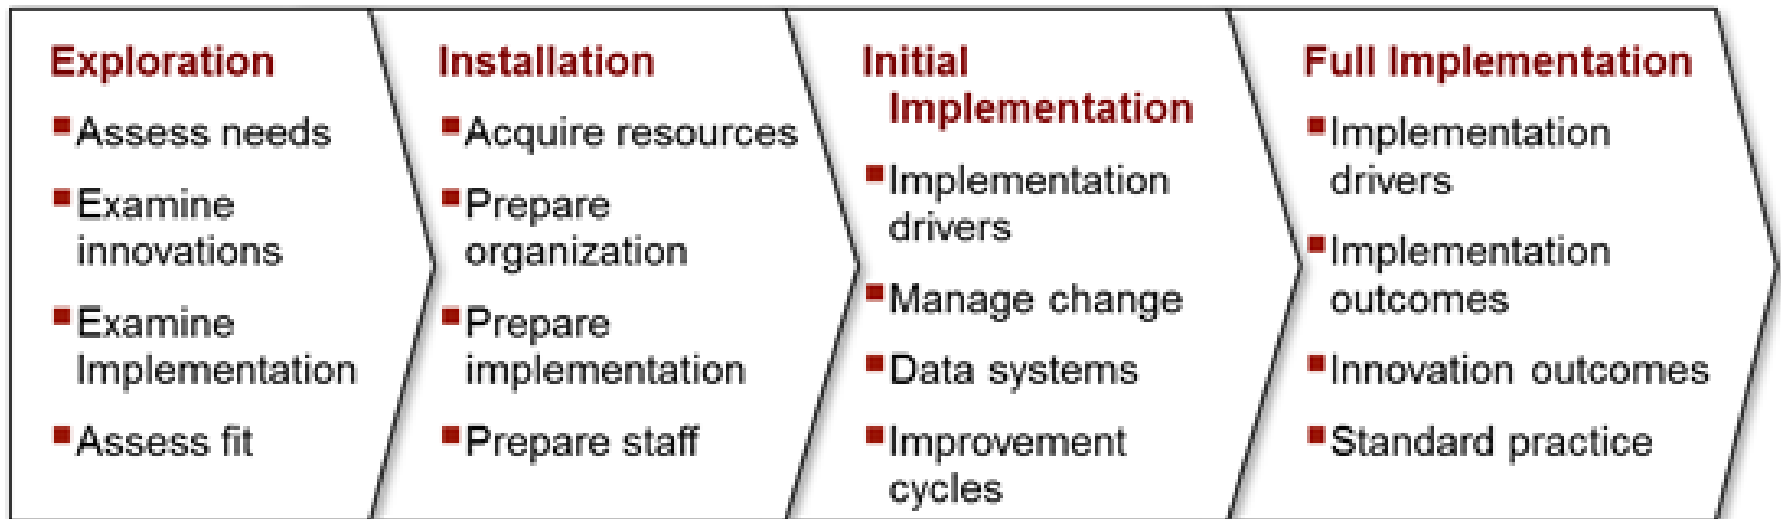 Exploration
▪Assess needs
▪Examine
innovations
▪Examine
Implementation
▪Assess fit
Installation
▪Acquire resources
▪Prepare
organization
▪Prepare
implementation
▪Prepare staff
Initial
Implementation
▪Implementation
drivers
▪Manage change
▪Data systems
▪Improvement
cycles
Full Implementation
▪Implementation
drivers
▪Implementation
outcomes
▪Innovation outcomes
▪Standard practice